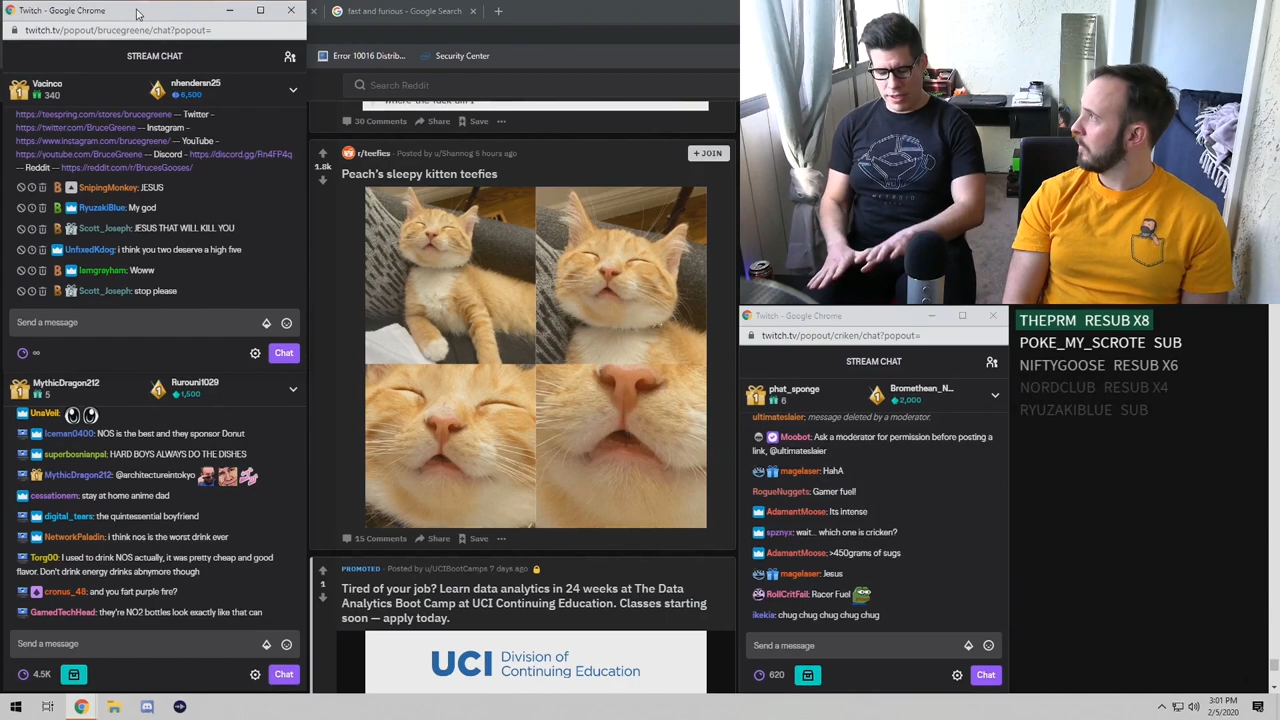 Twitch - Google Chrome
twitch.tv/popout/brucegreene/chat?popout=
STREAM CHAT
Vacinco
340
nhendersn25
6,500
https://teespring.com/stores/brucegreene — Twitter -
https://twitter.com/BruceGreene — Instagram -
https://www.instagram.com/brucegreene/ — YouTube -
https://youtube.com/BruceGreene — Discord - https://discord.gg/Rn4FP4q
— Reddit -- https://reddit.com/r/BrucesGooses/
SnipingMonkey: JESUS
RyuzakiBlue: My god
Scott_Joseph: JESUS THAT WILL KILL YOU
UnfixedKdog: i think you two deserve a high five
Iamgrayham: Woww
Scott_Joseph: stop please
Send a message
∞
Chat
MythicDragon212
5
Rurouni1029
1,500
UnaVeil:
Iceman0400: NOS is the best and they sponsor Donut
superbosnianpal: HARD BOYS ALWAYS DO THE DISHES
MythicDragon212: @architectureintokyo
cessationem: stay at home anime dad
digital_tears: the quintessential boyfriend
NetworkPaladin: i think nos is the worst drink ever
Torg00: I used to drink NOS actually, it was pretty cheap and good
flavor. Don't drink energy drinks abnymore though
cronus_48: and you fart purple fire?
GamedTechHead: they're NO2 bottles look exactly like that can
Send a message
4.5K
Chat
fast and furious - Google Search
Error 10016 Distrib...
Security Center
Search Reddit
30 Comments
Share
Save
1.8k
r/teefies · Posted by u/Shannog 5 hours ago
+ JOIN
Peach's sleepy kitten teefies
15 Comments
Share
Save
PROMOTED · Posted by u/UCIBootCamps 7 days ago
1
Tired of your job? Learn data analytics in 24 weeks at The Data
Analytics Boot Camp at UCI Continuing Education. Classes starting
soon — apply today.
UCI Division of
Continuing Education
METROID
Twitch - Google Chrome
twitch.tv/popout/criken/chat?popout=
STREAM CHAT
phat_sponge
6
Bromethean_N...
2,000
ultimateslaier: message deleted by a moderator.
Moobot: Ask a moderator for permission before posting a
link, @ultimateslaier
magelaser: HahA
RogueNuggets: Gamer fuel!
AdamantMoose: Its intense
spznyx: wait... which one is cricken?
AdamantMoose: >450grams of sugs
magelaser: Jesus
RollCritFail: Racer Fuel
ikekia: chug chug chug chug chug
Send a message
620
Chat
THEPRM RESUB X8
POKE_MY_SCROTE SUB
NIFTYGOOSE RESUB X6
NORDCLUB RESUB X4
RYUZAKIBLUE SUB
3:01 PM
2/5/2020